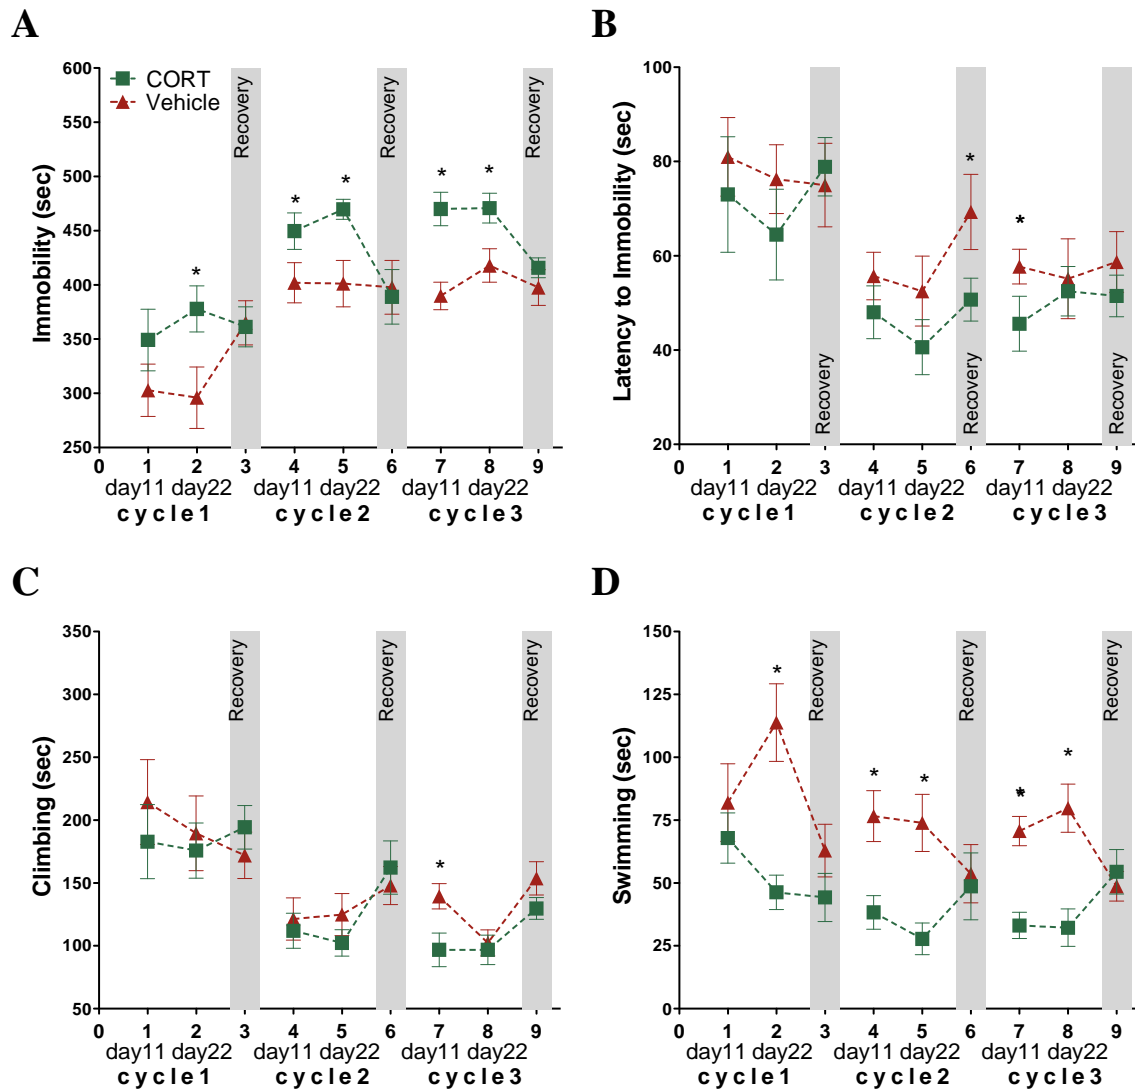 A
Immobility (sec)
600
550
500
450
400
350
300
250
CORT
Vehicle
Recovery
Recovery
Recovery
*
*
*
*
*
0 1 2 3 4 5 6 7 8 9
day11 day22 day11 day22 day11 day22
cycle1 cycle2 cycle3
B
Latency to Immobility (sec)
100
80
60
40
20
*
*
Recovery
Recovery
Recovery
0 1 2 3 4 5 6 7 8 9
day11 day22 day11 day22 day11 day22
cycle1 cycle2 cycle3
C
Climbing (sec)
350
300
250
200
150
100
50
Recovery
Recovery
Recovery
*
0 1 2 3 4 5 6 7 8 9
day11 day22 day11 day22 day11 day22
cycle1 cycle2 cycle3
D
Swimming (sec)
150
125
100
75
50
25
0
Recovery
Recovery
Recovery
*
*
*
*
*
0 1 2 3 4 5 6 7 8 9
day11 day22 day11 day22 day11 day22
cycle1 cycle2 cycle3